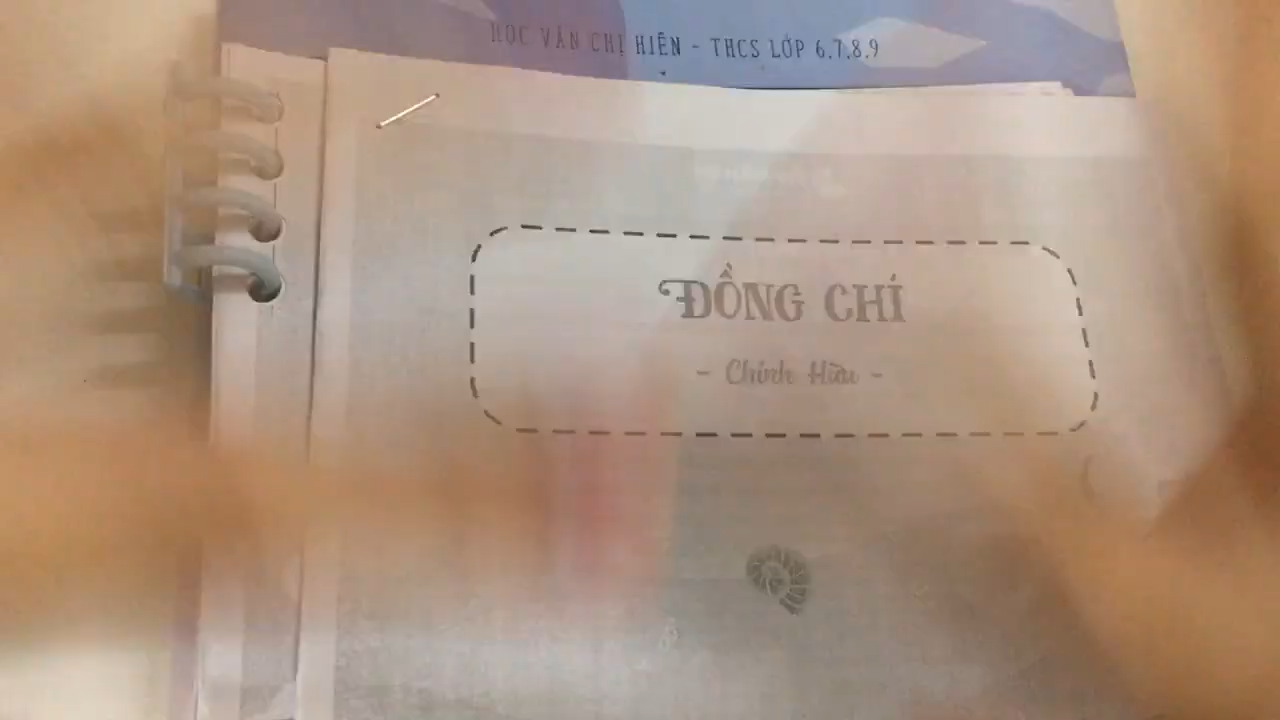 HỌC VĂN CHỊ HIÊN - THCS LỚP 6,7,8,9
ĐỒNG CHÍ
- Chính Hữu -